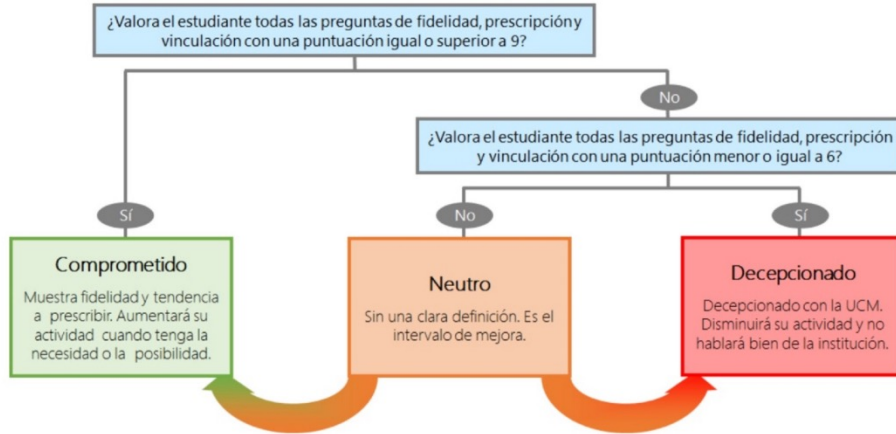 ¿Valora el estudiante todas las preguntas de fidelidad, prescripción y
vinculación con una puntuación igual o superior a 9?
No
¿Valora el estudiante todas las preguntas de fidelidad, prescripción
y vinculación con una puntuación menor o igual a 6?
Sí
No
Sí
Comprometido
Muestra fidelidad y tendencia
a prescribir. Aumentará su
actividad cuando tenga la
necesidad o la posibilidad.
Neutro
Sin una clara definición. Es el
intervalo de mejora.
Decepcionado
Decepcionado con la UCM.
Disminuirá su actividad y no
hablará bien de la institución.